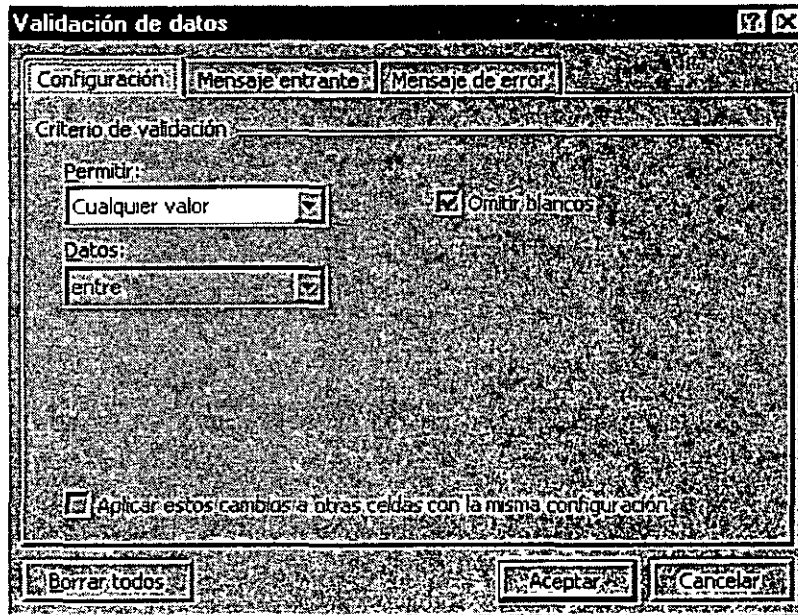 Validación de datos
Configuración Mensaje entrante Mensaje de error
Criterio de validación
Permitir:
Cualquier valor Omitir blancos
Datos:
entre
Aplicar estos cambios a otras celdas con la misma configuración
Borrar todos Aceptar Cancelar